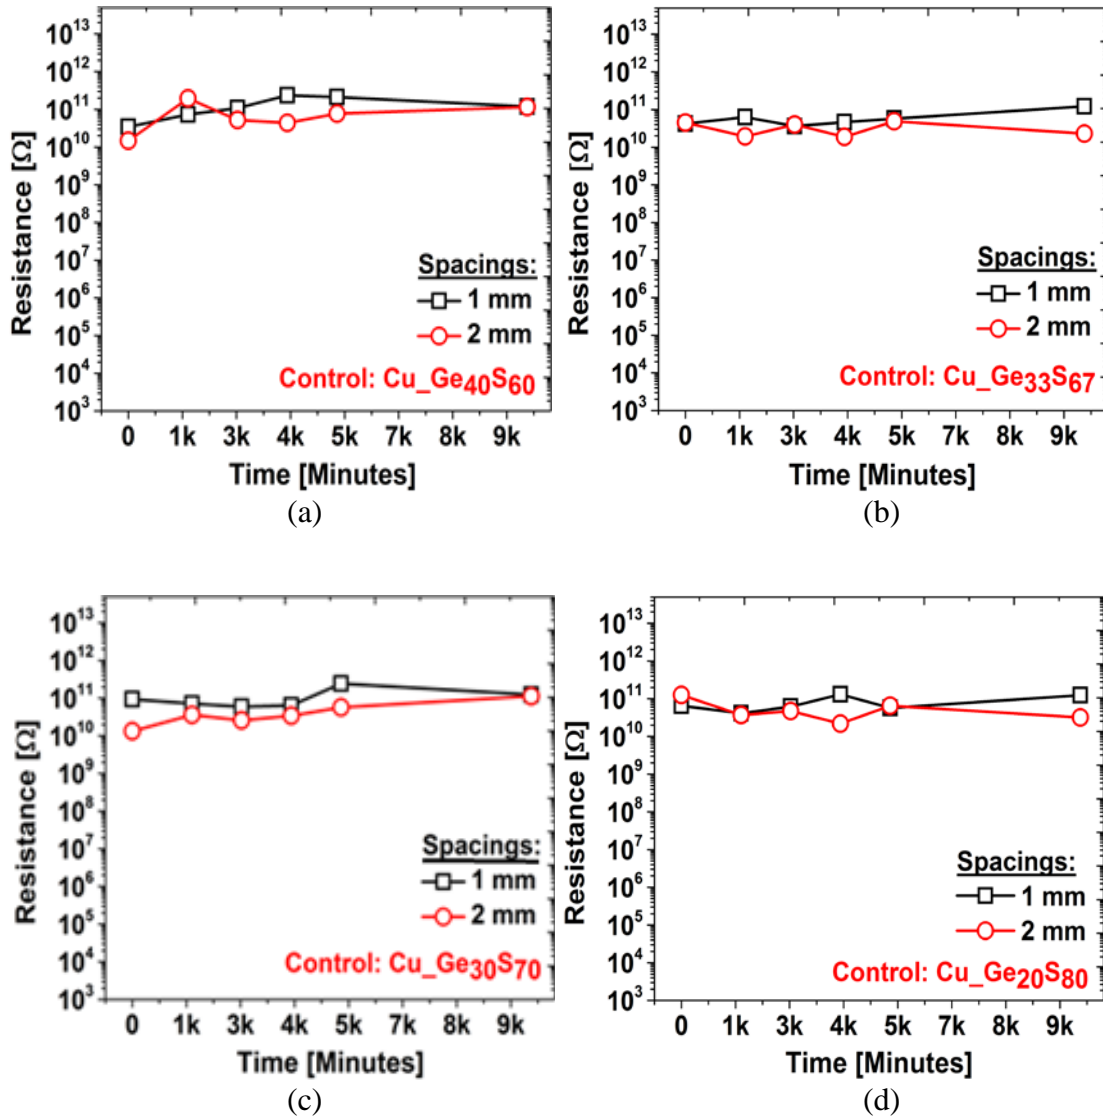 10¹³
10¹²
10¹¹
10¹⁰
10⁹
10⁸
10⁷
10⁶
10⁵
10⁴
10³
Resistance [Ω]
Spacings:
1 mm
2 mm
Control: Cu_Ge₄₀S₆₀
0 1k 3k 4k 5k 7k 8k 9k
Time [Minutes]
(a)
10¹³
10¹²
10¹¹
10¹⁰
10⁹
10⁸
10⁷
10⁶
10⁵
10⁴
10³
Resistance [Ω]
Spacings:
1 mm
2 mm
Control: Cu_Ge₃₃S₆₇
0 1k 3k 4k 5k 7k 8k 9k
Time [Minutes]
(b)
10¹³
10¹²
10¹¹
10¹⁰
10⁹
10⁸
10⁷
10⁶
10⁵
10⁴
10³
Resistance [Ω]
Spacings:
1 mm
2 mm
Control: Cu_Ge₃₀S₇₀
0 1k 3k 4k 5k 7k 8k 9k
Time [Minutes]
(c)
10¹³
10¹²
10¹¹
10¹⁰
10⁹
10⁸
10⁷
10⁶
10⁵
10⁴
10³
Resistance [Ω]
Spacings:
1 mm
2 mm
Control: Cu_Ge₂₀S₈₀
0 1k 3k 4k 5k 7k 8k 9k
Time [Minutes]
(d)